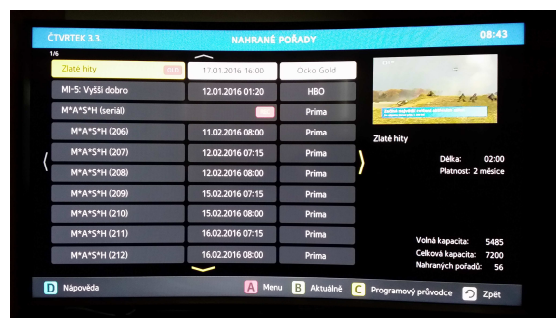 ČTVRTEK 3.3. NAHRANÉ POŘADY 08:43
1/6
Zlaté hity 17.01.2016 16:00 Očko Gold
MI-5: Vyšší dobro 12.01.2016 01:20 HBO
M*A*S*H (seriál) Prima
M*A*S*H (206) 11.02.2016 08:00 Prima
M*A*S*H (207) 12.02.2016 07:15 Prima
M*A*S*H (208) 12.02.2016 08:00 Prima
M*A*S*H (209) 15.02.2016 07:15 Prima
M*A*S*H (210) 15.02.2016 08:00 Prima
M*A*S*H (211) 16.02.2016 07:15 Prima
M*A*S*H (212) 16.02.2016 08:00 Prima
Zlaté hity
Délka: 02:00
Platnost: 2 měsíce
Volná kapacita: 5485
Celková kapacita: 7200
Nahraných pořadů: 56
D Nápověda A Menu B Aktuálně C Programový průvodce Zpět